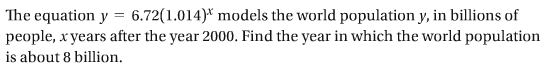 The equation y = 6.72(1.014)ˣ models the world population y, in billions of
people, x years after the year 2000. Find the year in which the world population
is about 8 billion.